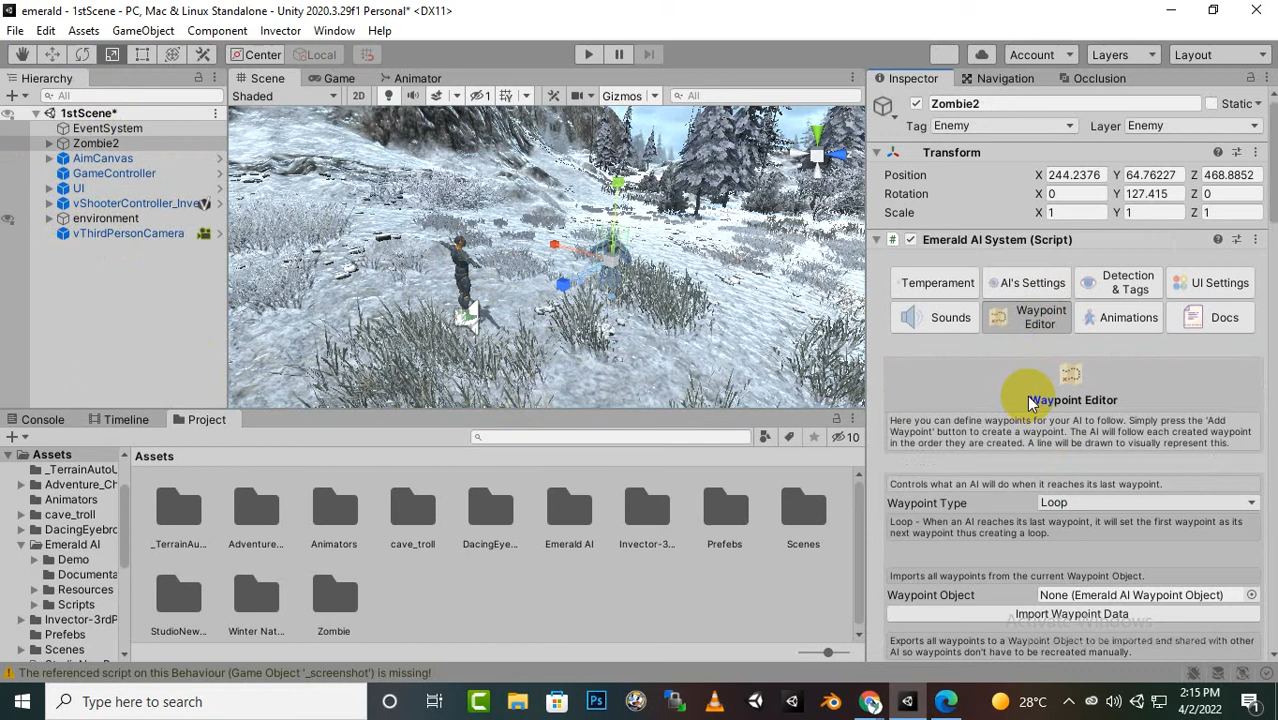 emerald - 1stScene - PC, Mac & Linux Standalone - Unity 2020.3.29f1 Personal* <DX11>
File Edit Assets GameObject Component Invector Window Help
Center Local Account Layers Layout
Hierarchy Scene Game Animator Inspector Navigation Occlusion
All Shaded 2D 1 Gizmos All
Zombie2 Static
1stScene*
Tag Enemy Layer Enemy
EventSystem
Zombie2
Transform
AimCanvas
GameController
Position X 244.2376 Y 64.76227 Z 468.8852
UI
Rotation X 0 Y 127.415 Z 0
vShooterController_Inve
Scale X 1 Y 1 Z 1
environment
vThirdPersonCamera
Emerald AI System (Script)
Temperament AI's Settings Detection & Tags UI Settings
Sounds Waypoint Editor Animations Docs
Waypoint Editor
Here you can define waypoints for your AI to follow. Simply press the 'Add
Waypoint' button to create a waypoint. The AI will follow each created waypoint
in the order they are created. A line will be drawn to visually represent this.
Controls what an AI will do when it reaches its last waypoint.
Waypoint Type Loop
Loop - When an AI reaches its last waypoint, it will set the first waypoint as its
next waypoint thus creating a loop.
Imports all waypoints from the current Waypoint Object.
Waypoint Object None (Emerald AI Waypoint Object)
Import Waypoint Data
Activate Windows
Exports all waypoints to a Waypoint Object to be imported and shared with other
AI so waypoints don't have to be recreated manually.
Console Timeline Project
10
Assets
_TerrainAutoU
Adventure_Ch
Animators
cave_troll
DacingEyebro
Emerald AI
Demo
Documenta
Resources
Scripts
Invector-3rdP
Prefebs
Scenes
Assets
_TerrainAu... Adventure... Animators cave_troll DacingEye... Emerald AI Invector-3... Prefebs Scenes
StudioNew... Winter Nat... Zombie
The referenced script on this Behaviour (Game Object '_screenshot') is missing!
Type here to search
28°C
2:15 PM
4/2/2022
1